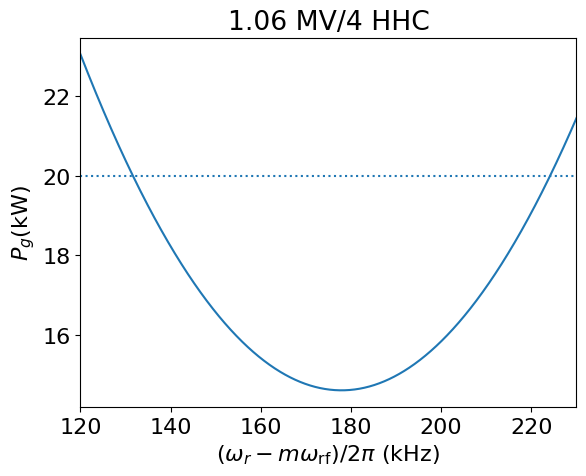 1.06 MV/4 HHC
22
20
18
16
P_g(kW)
120 140 160 180 200 220
(ω_r − mω_rf)/2π (kHz)